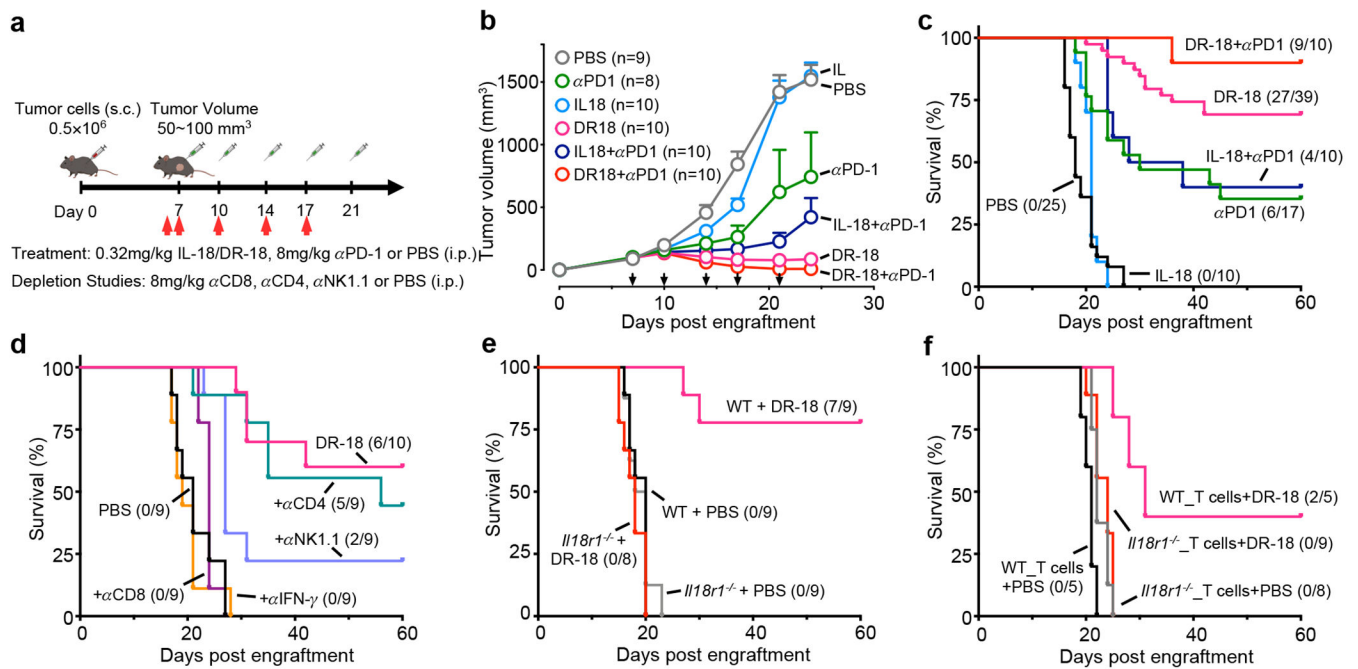 a
Tumor cells (s.c.)
0.5×10⁶
Tumor Volume
50~100 mm³
Day 0
7
10
14
17
21
Treatment: 0.32mg/kg IL-18/DR-18, 8mg/kg αPD-1 or PBS (i.p.)
Depletion Studies: 8mg/kg αCD8, αCD4, αNK1.1 or PBS (i.p.)
b
Tumor volume (mm³)
1500
1000
500
0
PBS (n=9)
αPD1 (n=8)
IL18 (n=10)
DR18 (n=10)
IL18+αPD1 (n=10)
DR18+αPD1 (n=10)
IL
PBS
αPD-1
IL-18+αPD-1
DR-18
DR-18+αPD-1
0
10
20
30
Days post engraftment
c
Survival (%)
100
75
50
25
0
DR-18+αPD1 (9/10)
DR-18 (27/39)
IL-18+αPD1 (4/10)
αPD1 (6/17)
PBS (0/25)
IL-18 (0/10)
0
20
40
60
Days post engraftment
d
Survival (%)
100
75
50
25
0
DR-18 (6/10)
PBS (0/9)
+αCD4 (5/9)
+αNK1.1 (2/9)
+αCD8 (0/9)
+αIFN-γ (0/9)
0
20
40
60
Days post engraftment
e
Survival (%)
100
75
50
25
0
WT + DR-18 (7/9)
WT + PBS (0/9)
Il18r1⁻/⁻ +
DR-18 (0/8)
Il18r1⁻/⁻ + PBS (0/9)
0
20
40
60
Days post engraftment
f
Survival (%)
100
75
50
25
0
WT_T cells+DR-18 (2/5)
Il18r1⁻/⁻_T cells+DR-18 (0/9)
WT_T cells
+PBS (0/5)
Il18r1⁻/⁻_T cells+PBS (0/8)
0
20
40
60
Days post engraftment